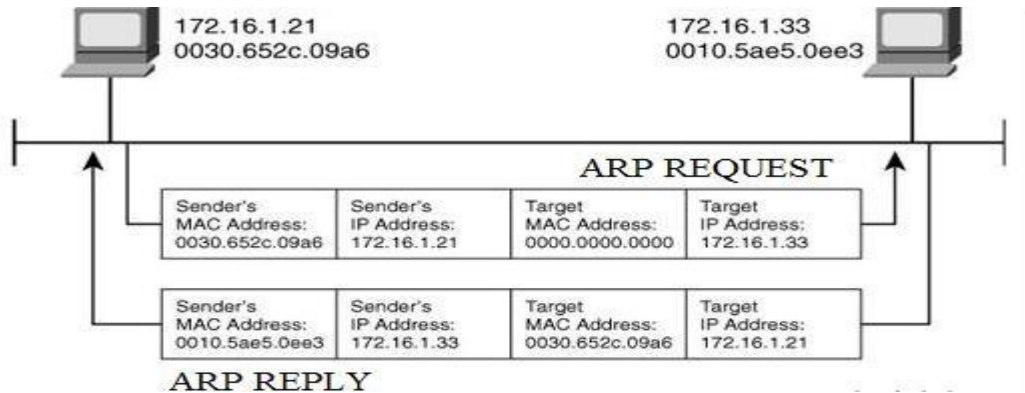 172.16.1.21
0030.652c.09a6
172.16.1.33
0010.5ae5.0ee3
ARP REQUEST
Sender's
MAC Address:
0030.652c.09a6
Sender's
IP Address:
172.16.1.21
Target
MAC Address:
0000.0000.0000
Target
IP Address:
172.16.1.33
Sender's
MAC Address:
0010.5ae5.0ee3
Sender's
IP Address:
172.16.1.33
Target
MAC Address:
0030.652c.09a6
Target
IP Address:
172.16.1.21
ARP REPLY